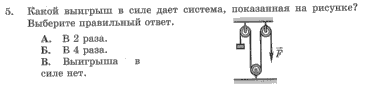 5. Какой выигрыш в силе дает система, показанная на рисунке?
Выберите правильный ответ.
А. В 2 раза.
Б. В 4 раза.
В. Выигрыша в
силе нет.
F